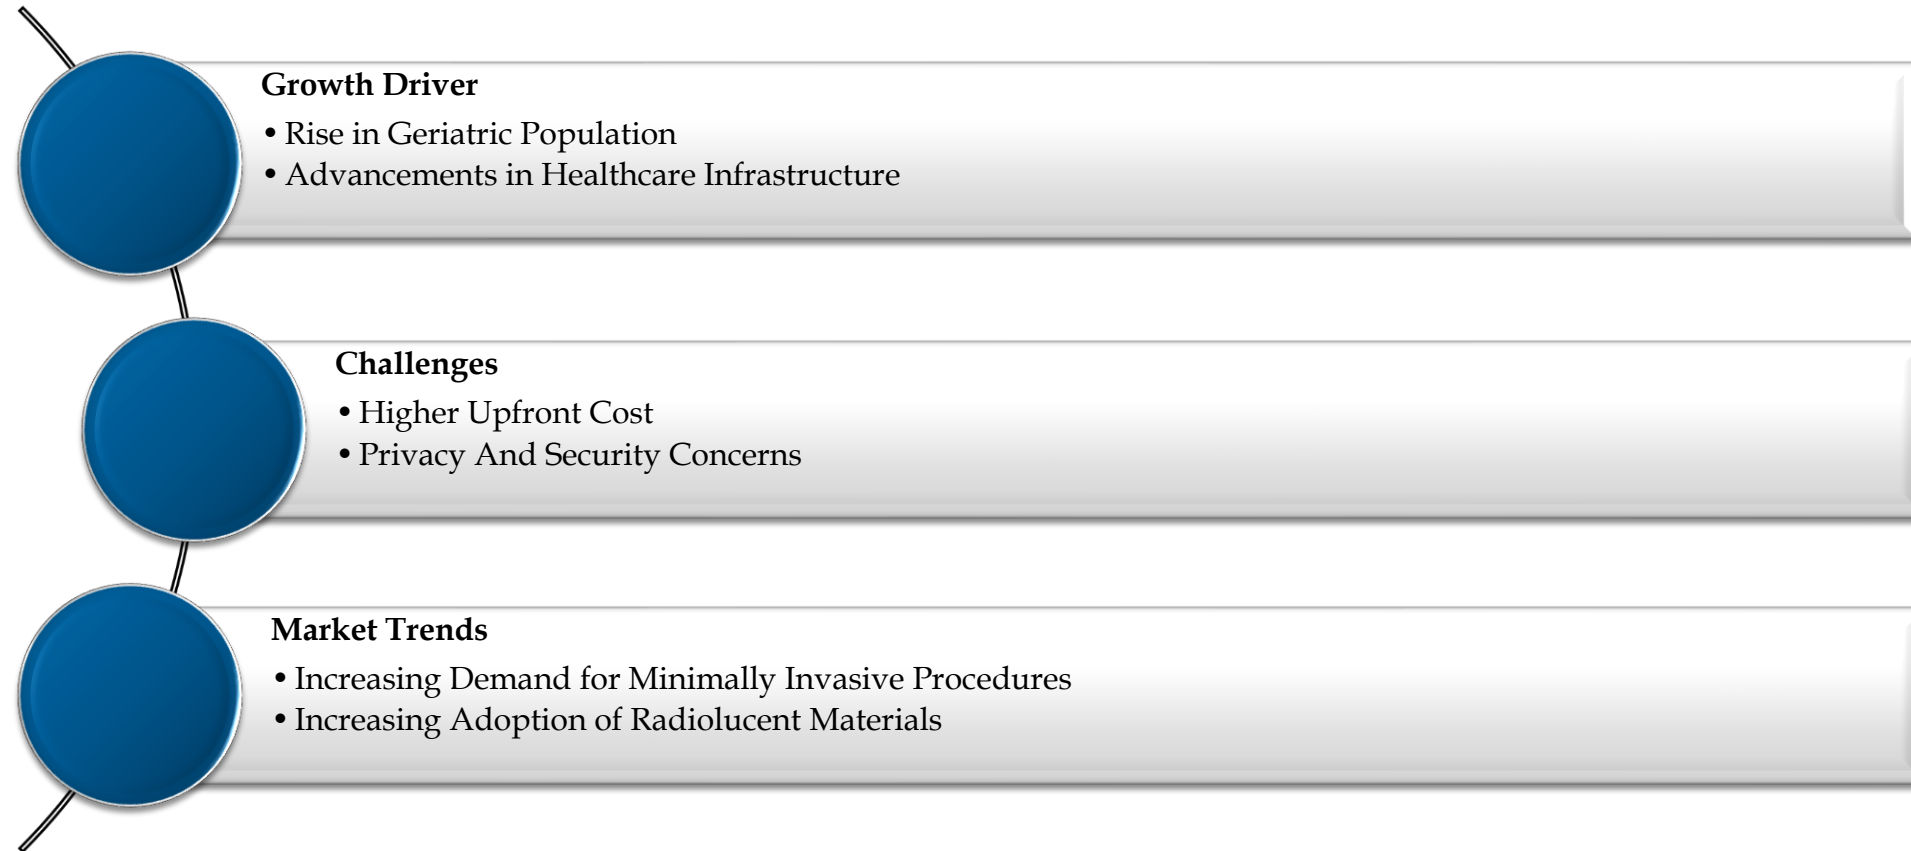 Growth Driver
• Rise in Geriatric Population
• Advancements in Healthcare Infrastructure
Challenges
• Higher Upfront Cost
• Privacy And Security Concerns
Market Trends
• Increasing Demand for Minimally Invasive Procedures
• Increasing Adoption of Radiolucent Materials